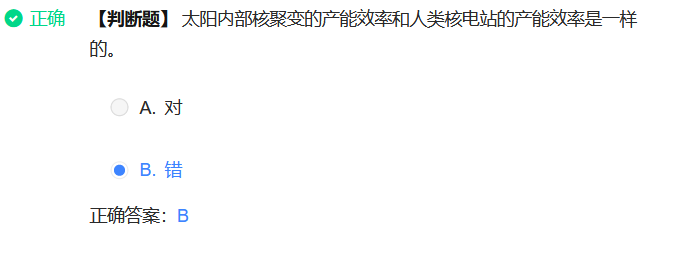 正确 【判断题】 太阳内部核聚变的产能效率和人类核电站的产能效率是一样
的。
A. 对
B. 错
正确答案：B